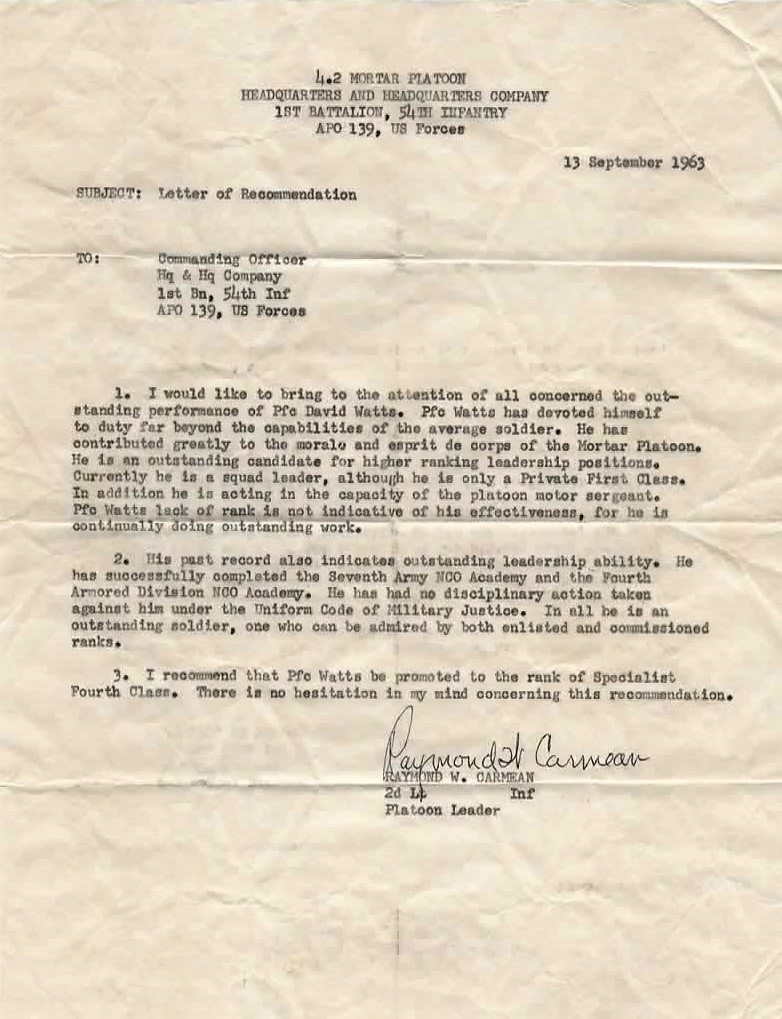 4.2 MORTAR PLATOON
HEADQUARTERS AND HEADQUARTERS COMPANY
1ST BATTALION, 54TH INFANTRY
APO 139, US Forces
13 September 1963
SUBJECT: Letter of Recommendation
TO: Commanding Officer
Hq & Hq Company
1st Bn, 54th Inf
APO 139, US Forces
1. I would like to bring to the attention of all concerned the out-
standing performance of Pfc David Watts. Pfc Watts has devoted himself
to duty far beyond the capabilities of the average soldier. He has
contributed greatly to the morale and esprit de corps of the Mortar Platoon.
He is an outstanding candidate for higher ranking leadership positions.
Currently he is a squad leader, although he is only a Private First Class.
In addition he is acting in the capacity of the platoon motor sergeant.
Pfc Watts lack of rank is not indicative of his effectiveness, for he is
continually doing outstanding work.
2. His past record also indicates outstanding leadership ability. He
has successfully completed the Seventh Army NCO Academy and the Fourth
Armored Division NCO Academy. He has had no disciplinary action taken
against him under the Uniform Code of Military Justice. In all he is an
outstanding soldier, one who can be admired by both enlisted and commissioned
ranks.
3. I recommend that Pfc Watts be promoted to the rank of Specialist
Fourth Class. There is no hesitation in my mind concerning this recommendation.
Raymond W Carmean
RAYMOND W. CARMEAN
2d Lt Inf
Platoon Leader